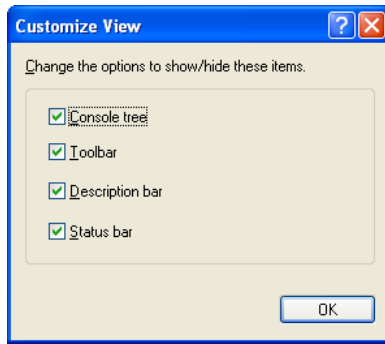 Customize View
Change the options to show/hide these items.
Console tree
Toolbar
Description bar
Status bar
OK